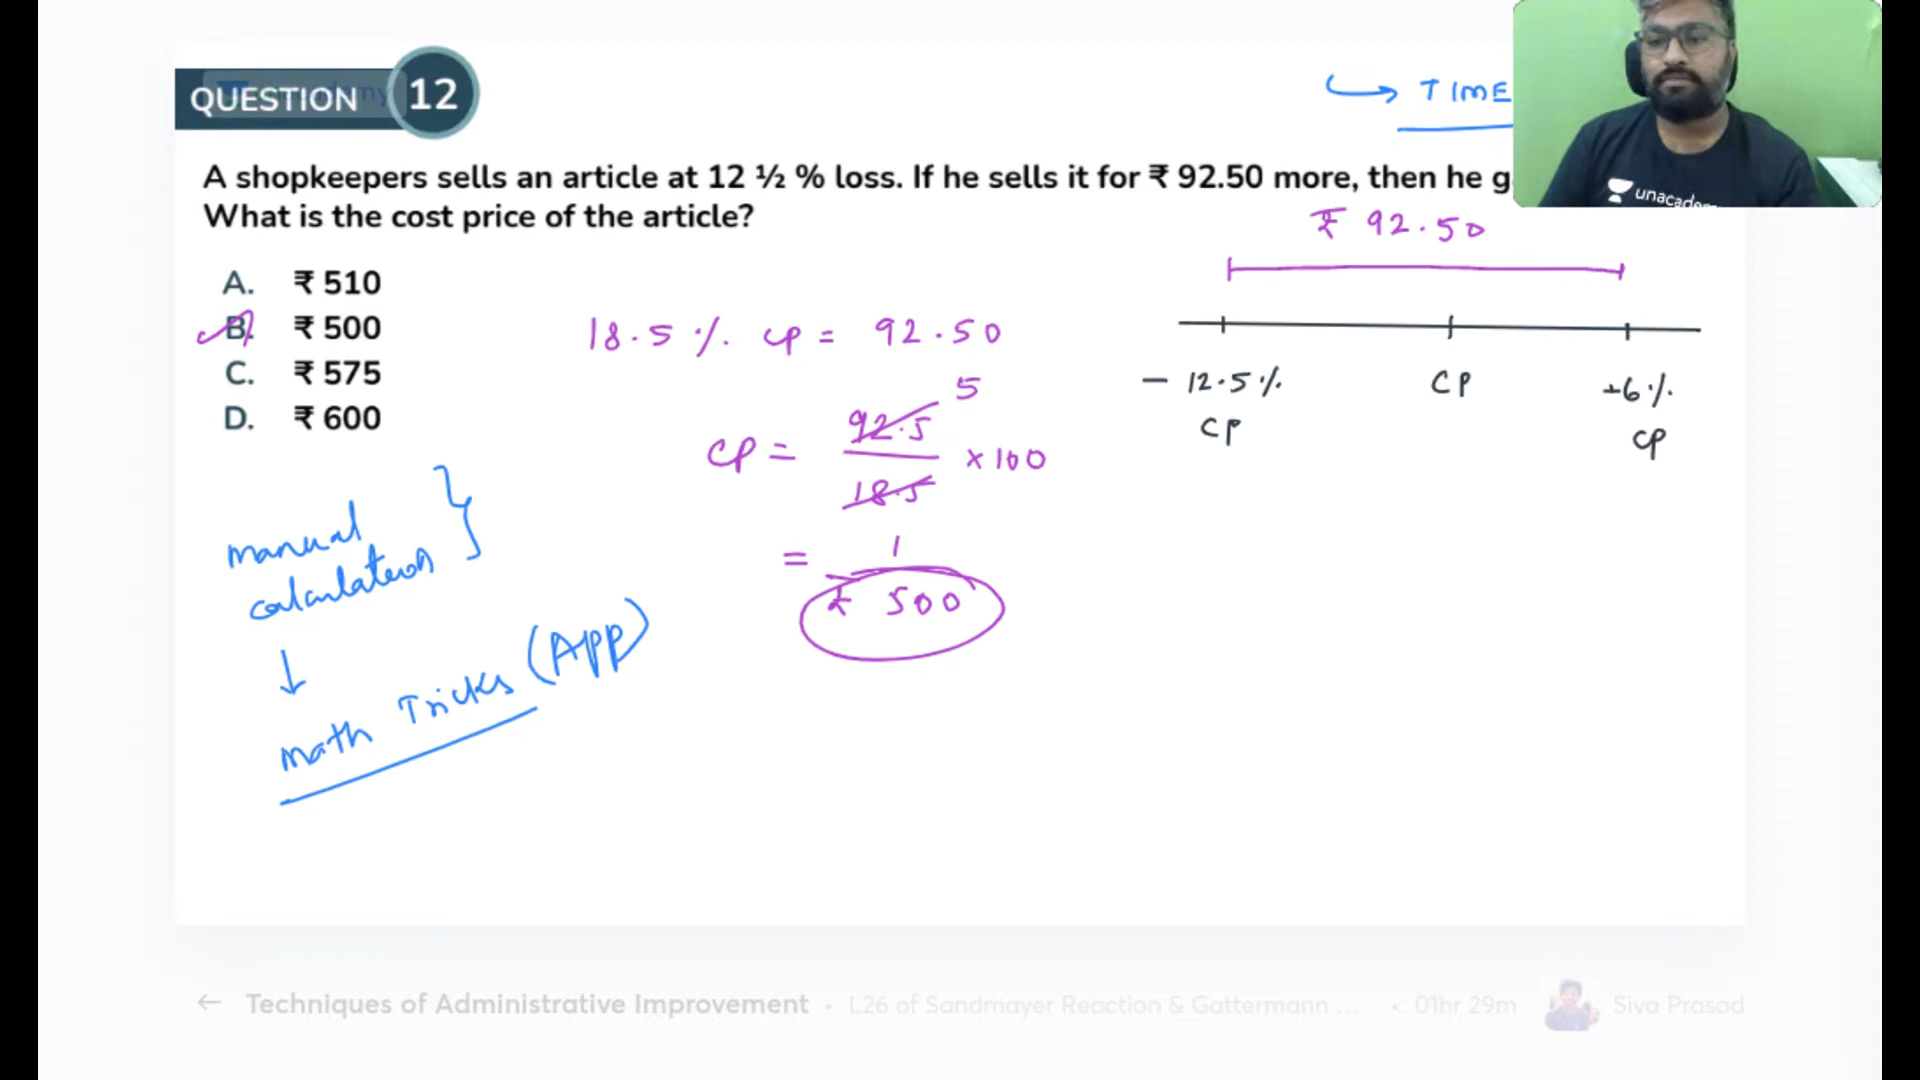 QUESTION 12
TIME
A shopkeepers sells an article at 12 ½ % loss. If he sells it for ₹ 92.50 more, then he g
What is the cost price of the article?
unacadem
₹ 92.50
A. ₹ 510
B. ₹ 500
C. ₹ 575
D. ₹ 600
18.5 % CP = 92.50
5
CP = 92.5 × 100
18.5
1
= ₹ 500
- 12.5% CP +6%
CP CP
manual
calculation
↓
math Tricks (App)
← Techniques of Administrative Improvement • L26 of Sandmayer Reaction & Gattermann ... • 01hr 29m Siva Prasad